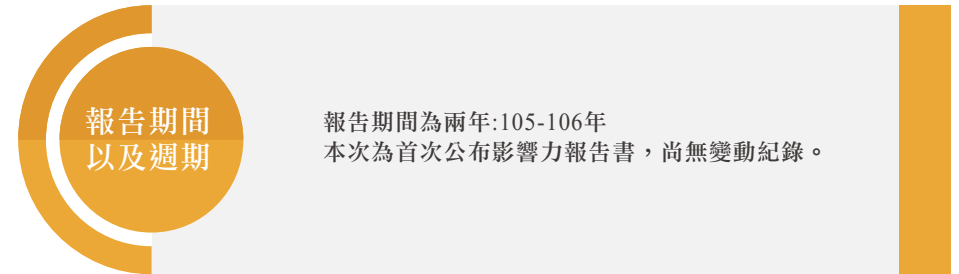 報告期間
以及週期
報告期間為兩年:105-106年
本次為首次公布影響力報告書，尚無變動紀錄。